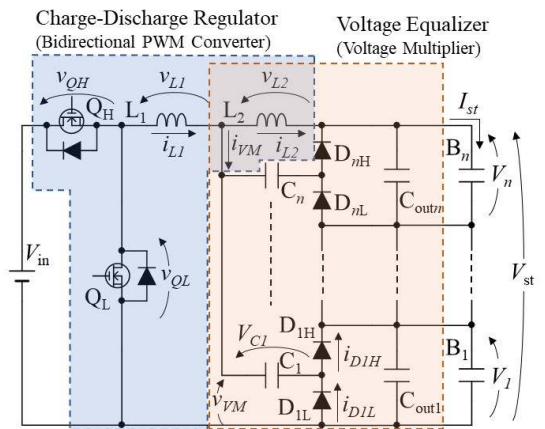 Charge-Discharge Regulator
(Bidirectional PWM Converter)
Voltage Equalizer
(Voltage Multiplier)
vQH
QH
vL1
L1
iL1
vL2
L2
iL2
iVM
Ist
DnH
Cn
DnL
Coutn
Bn
Vn
Vin
QL
vQL
Vst
D1H
VC1
C1
iD1H
B1
V1
vVM
D1L
iD1L
Cout1